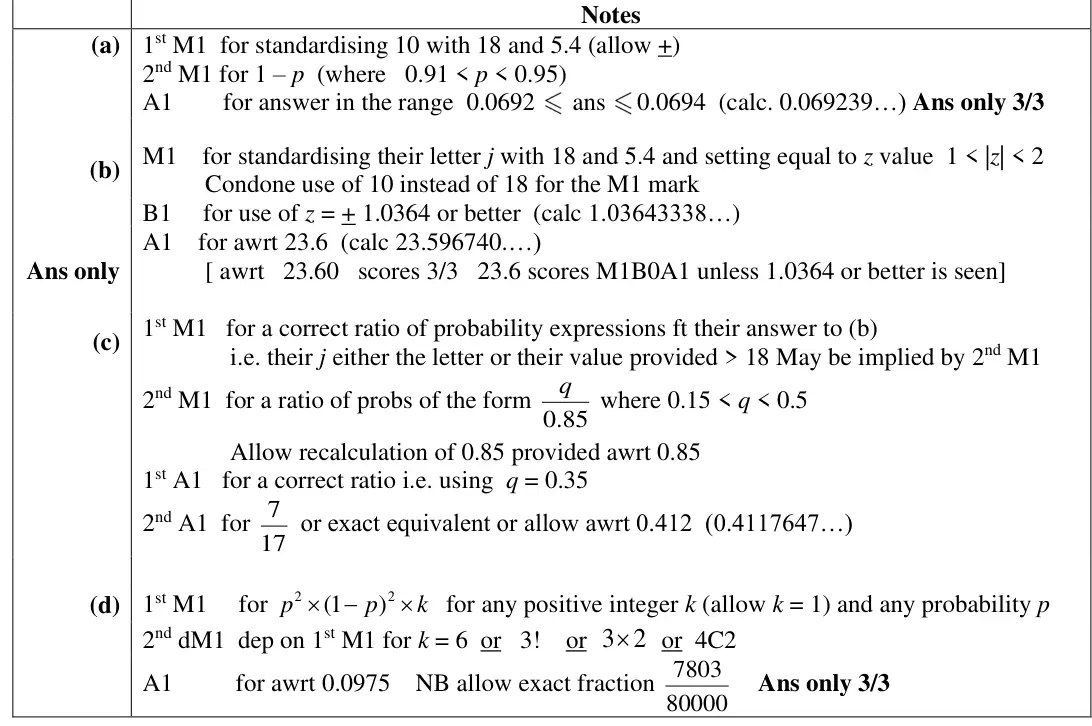 Notes
(a) 1st M1 for standardising 10 with 18 and 5.4 (allow ±)
2nd M1 for 1 – p (where 0.91 < p < 0.95)
A1 for answer in the range 0.0692 ⩽ ans ⩽ 0.0694 (calc. 0.069239…) Ans only 3/3
(b) M1 for standardising their letter j with 18 and 5.4 and setting equal to z value 1 < |z| < 2
Condone use of 10 instead of 18 for the M1 mark
B1 for use of z = ± 1.0364 or better (calc 1.03643338…)
A1 for awrt 23.6 (calc 23.596740.…)
Ans only [ awrt 23.60 scores 3/3 23.6 scores M1B0A1 unless 1.0364 or better is seen]
(c) 1st M1 for a correct ratio of probability expressions ft their answer to (b)
i.e. their j either the letter or their value provided > 18 May be implied by 2nd M1
2nd M1 for a ratio of probs of the form q/0.85 where 0.15 < q < 0.5
Allow recalculation of 0.85 provided awrt 0.85
1st A1 for a correct ratio i.e. using q = 0.35
2nd A1 for 7/17 or exact equivalent or allow awrt 0.412 (0.4117647…)
(d) 1st M1 for p² × (1 − p)² × k for any positive integer k (allow k = 1) and any probability p
2nd dM1 dep on 1st M1 for k = 6 or 3! or 3×2 or 4C2
A1 for awrt 0.0975 NB allow exact fraction 7803/80000 Ans only 3/3